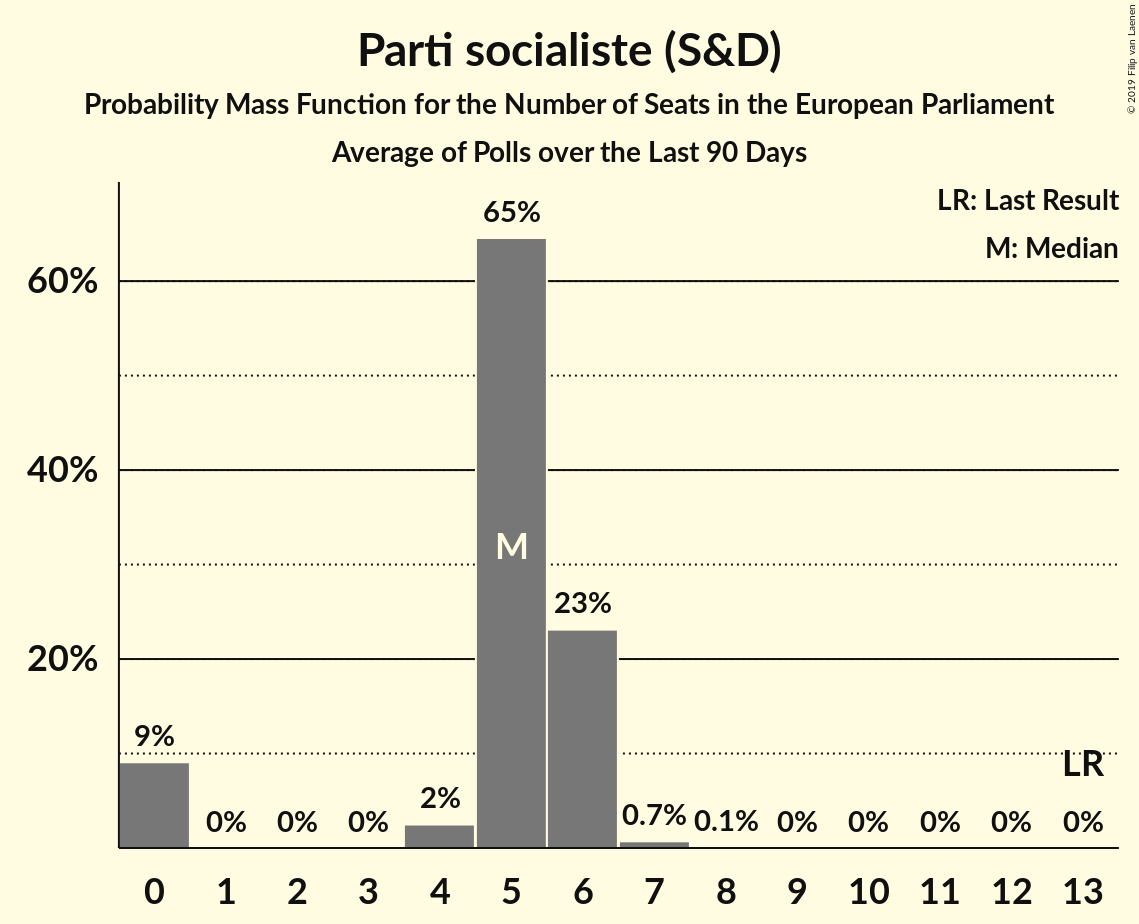 Parti socialiste (S&D)
Probability Mass Function for the Number of Seats in the European Parliament
Average of Polls over the Last 90 Days
© 2019 Filip van Laenen
LR: Last Result
M: Median
60%
40%
20%
9%
0%
0%
0%
2%
65%
M
23%
0.7%
0.1%
0%
0%
0%
0%
LR
0%
0 1 2 3 4 5 6 7 8 9 10 11 12 13